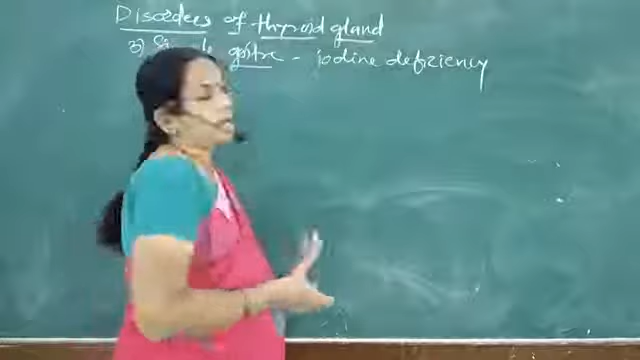 Disorders of thyroid gland
3) goitre - iodine deficiency